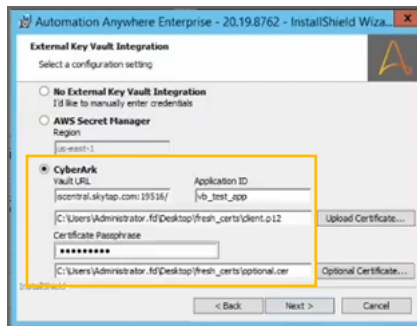 Automation Anywhere Enterprise - 20.19.8762 - InstallShield Wiza... X
External Key Vault Integration
Select a configuration setting
No External Key Vault Integration
I'd like to manually enter credentials
AWS Secret Manager
Region
us-east-1
CyberArk
Vault URL Application ID
iscentral.skytap.com:19516/ vb_test_app
C:\Users\Administrator.fd\Desktop\fresh_certs\client.p12 Upload Certificate...
Certificate Passphrase
•••••••••
C:\Users\Administrator.fd\Desktop\fresh_certs\optional.cer Optional Certificate...
InstallShield
< Back Next > Cancel